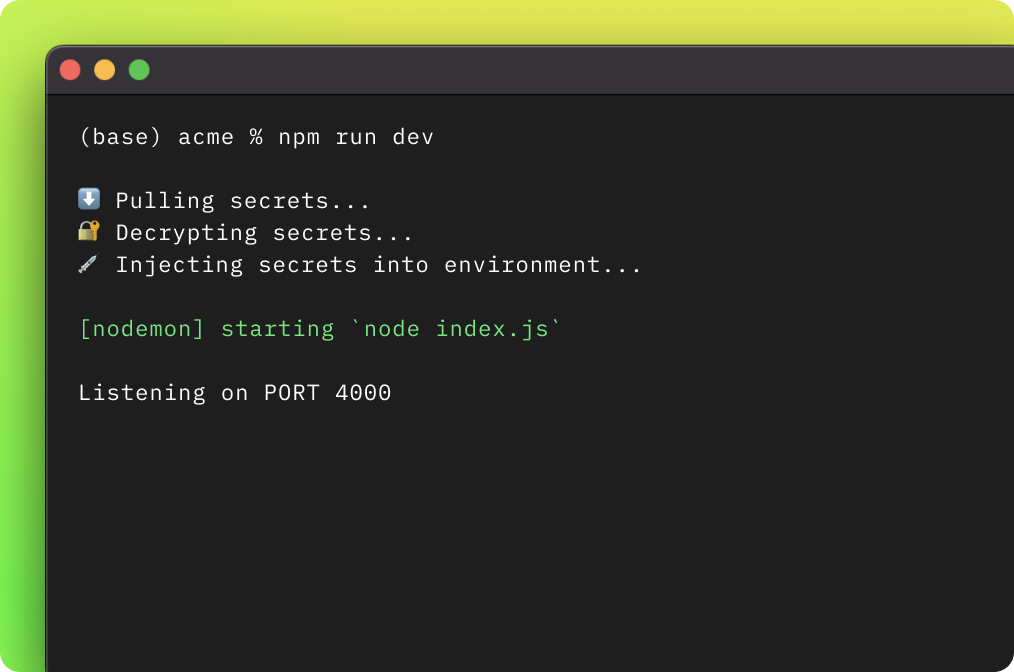 (base) acme % npm run dev
⬇️ Pulling secrets...
🔐 Decrypting secrets...
💉 Injecting secrets into environment...
[nodemon] starting `node index.js`
Listening on PORT 4000